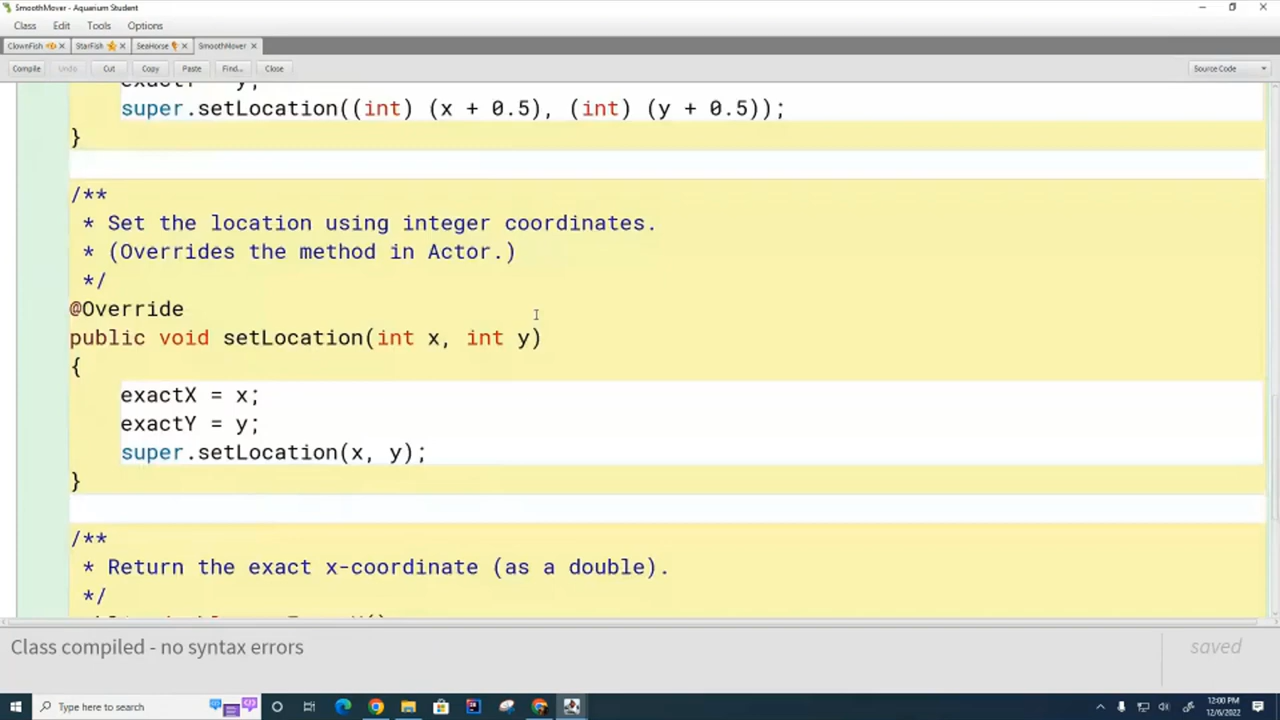 SmoothMover - Aquarium Student
Class Edit Tools Options
ClownFish StarFish SeaHorse SmoothMover
Compile Undo Cut Copy Paste Find... Close Source Code
super.setLocation((int) (x + 0.5), (int) (y + 0.5));
}
/**
* Set the location using integer coordinates.
* (Overrides the method in Actor.)
*/
@Override
public void setLocation(int x, int y)
{
exactX = x;
exactY = y;
super.setLocation(x, y);
}
/**
* Return the exact x-coordinate (as a double).
*/
Class compiled - no syntax errors
saved
Type here to search
12:00 PM
12/6/2022